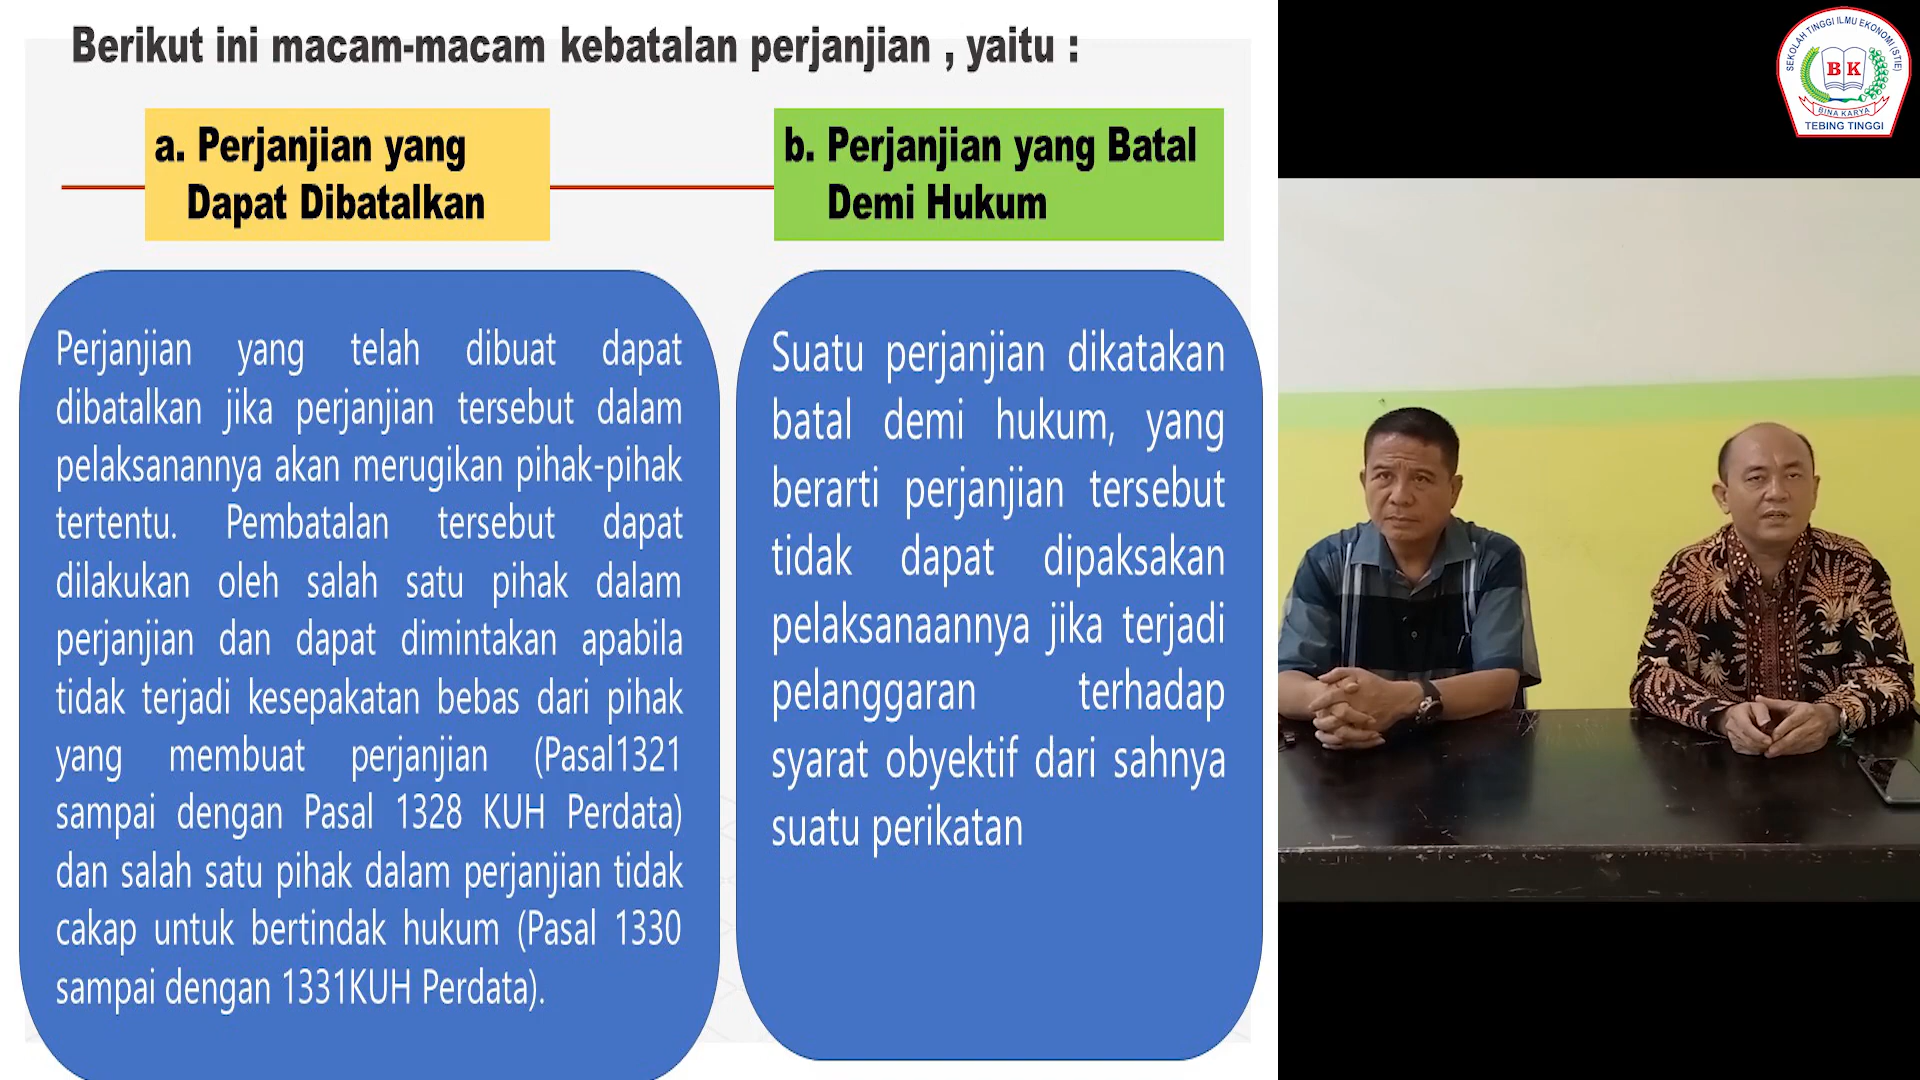 Berikut ini macam-macam kebatalan perjanjian , yaitu :
a. Perjanjian yang
Dapat Dibatalkan
b. Perjanjian yang Batal
Demi Hukum
Perjanjian yang telah dibuat dapat
dibatalkan jika perjanjian tersebut dalam
pelaksanannya akan merugikan pihak-pihak
tertentu. Pembatalan tersebut dapat
dilakukan oleh salah satu pihak dalam
perjanjian dan dapat dimintakan apabila
tidak terjadi kesepakatan bebas dari pihak
yang membuat perjanjian (Pasal1321
sampai dengan Pasal 1328 KUH Perdata)
dan salah satu pihak dalam perjanjian tidak
cakap untuk bertindak hukum (Pasal 1330
sampai dengan 1331KUH Perdata).
Suatu perjanjian dikatakan
batal demi hukum, yang
berarti perjanjian tersebut
tidak dapat dipaksakan
pelaksanaannya jika terjadi
pelanggaran terhadap
syarat obyektif dari sahnya
suatu perikatan
SEKOLAH TINGGI ILMU EKONOMI (STIE)
BK
BINA KARYA
TEBING TINGGI